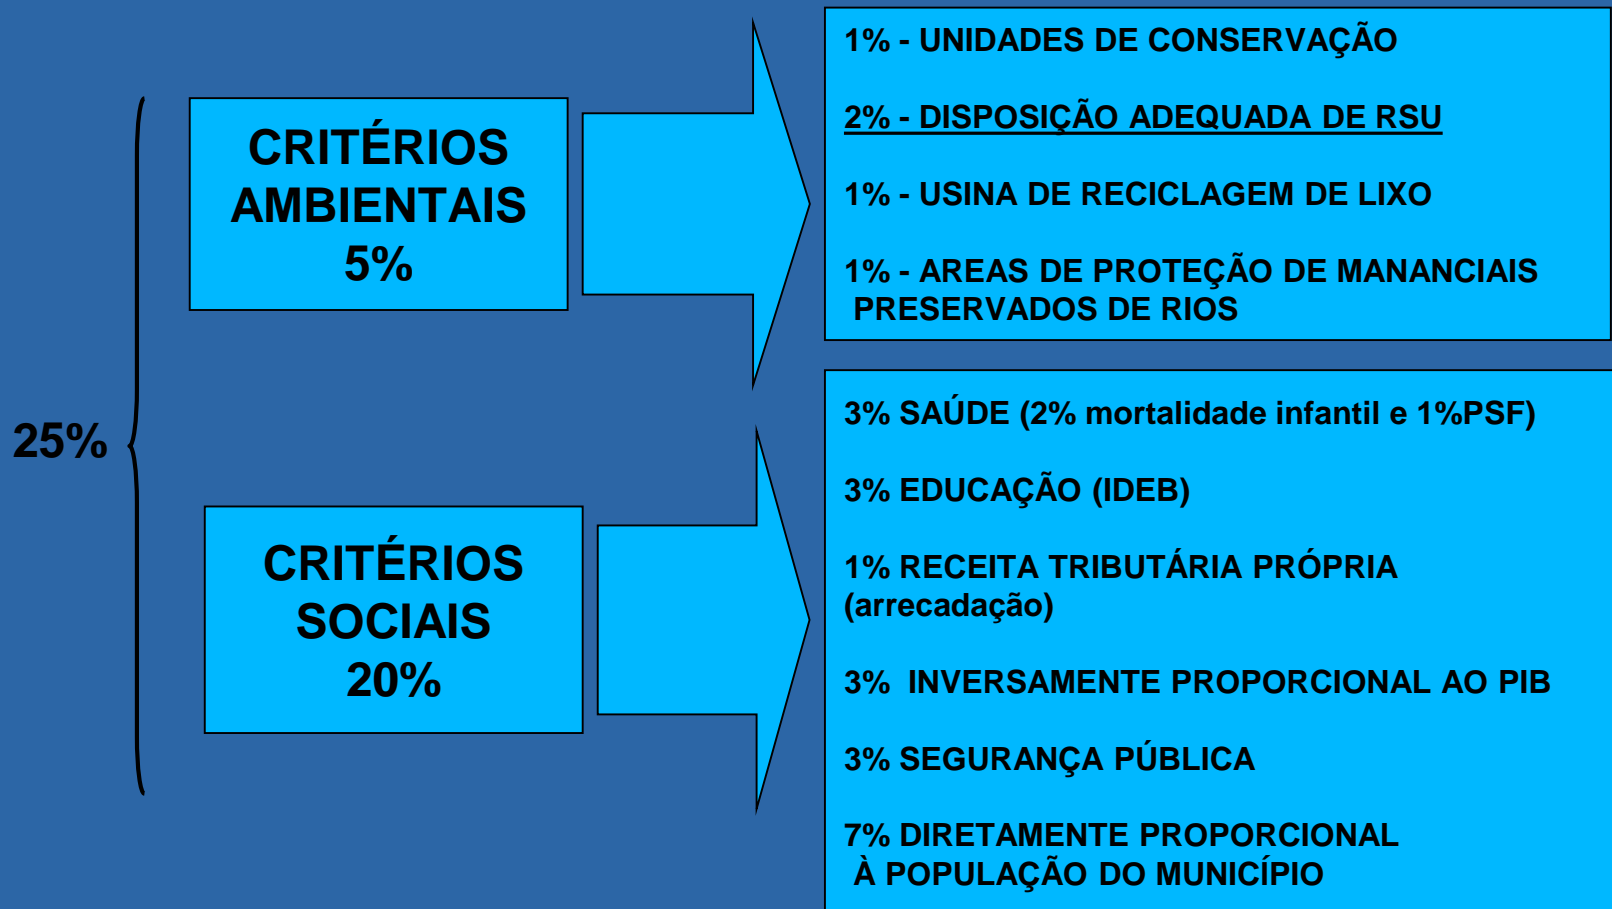 25%
CRITÉRIOS
AMBIENTAIS
5%
1% - UNIDADES DE CONSERVAÇÃO
2% - DISPOSIÇÃO ADEQUADA DE RSU
1% - USINA DE RECICLAGEM DE LIXO
1% - AREAS DE PROTEÇÃO DE MANANCIAIS
PRESERVADOS DE RIOS
CRITÉRIOS
SOCIAIS
20%
3% SAÚDE (2% mortalidade infantil e 1%PSF)
3% EDUCAÇÃO (IDEB)
1% RECEITA TRIBUTÁRIA PRÓPRIA
(arrecadação)
3% INVERSAMENTE PROPORCIONAL AO PIB
3% SEGURANÇA PÚBLICA
7% DIRETAMENTE PROPORCIONAL
À POPULAÇÃO DO MUNICÍPIO